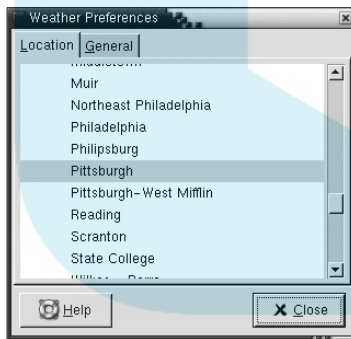 Weather Preferences
Location General
Middletown
Muir
Northeast Philadelphia
Philadelphia
Philipsburg
Pittsburgh
Pittsburgh-West Mifflin
Reading
Scranton
State College
Help Close